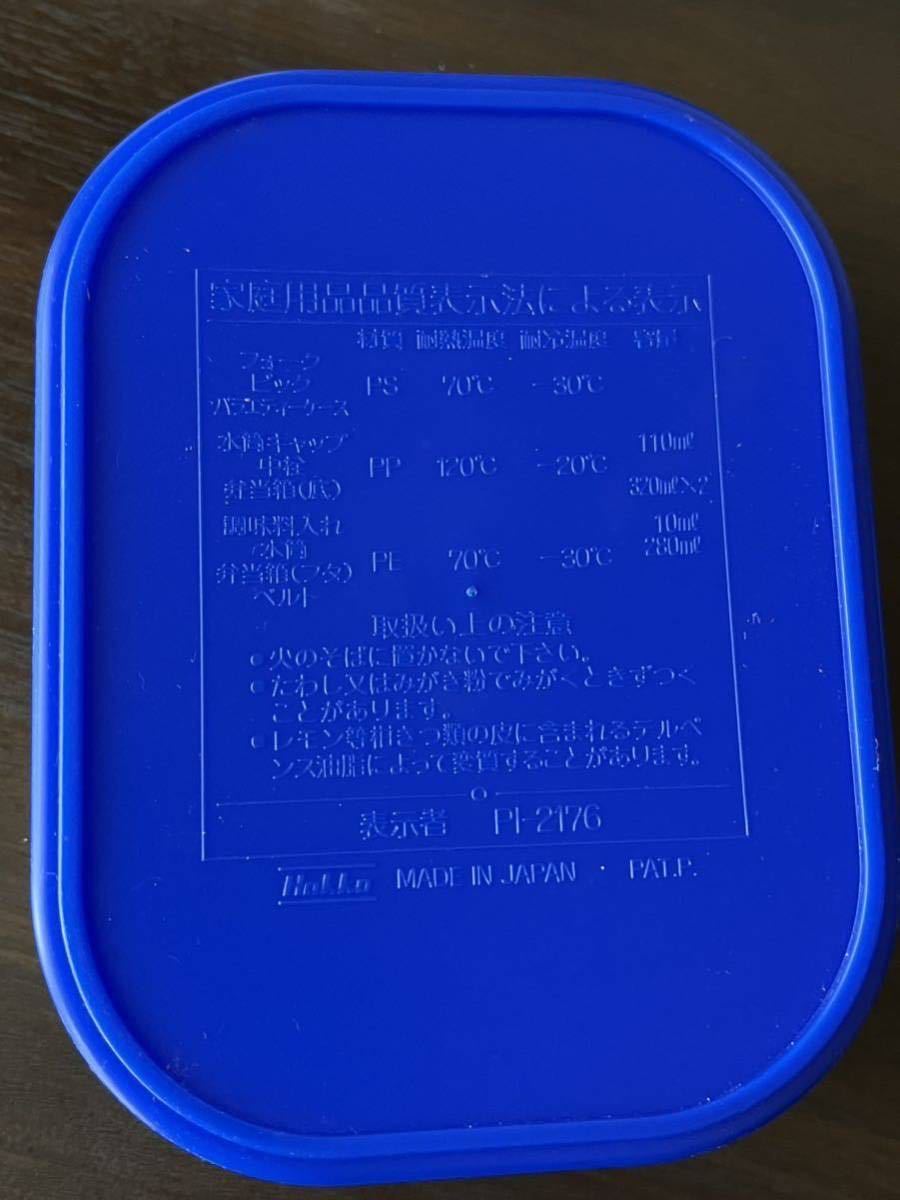 家庭用品品質表示法による表示
材質 耐熱温度 耐冷温度 容量
フォーク
ピック PS 70℃ -30℃
バラエティーケース
水筒キャップ 110ml
中栓 PP 120℃ -20℃
弁当箱(底) 320ml×2
調味料入れ 10ml
水筒 280ml
弁当箱(フタ) PE 70℃ -30℃
ベルト
取扱い上の注意
●火のそばに置かないで下さい。
●たわし又はみがき粉でみがくときずつく
ことがあります。
●レモン等柑きつ類の皮に含まれるテルペ
ンス油脂によって変質することがあります。
表示者 PI-2176
Hakko MADE IN JAPAN · PAT.P.